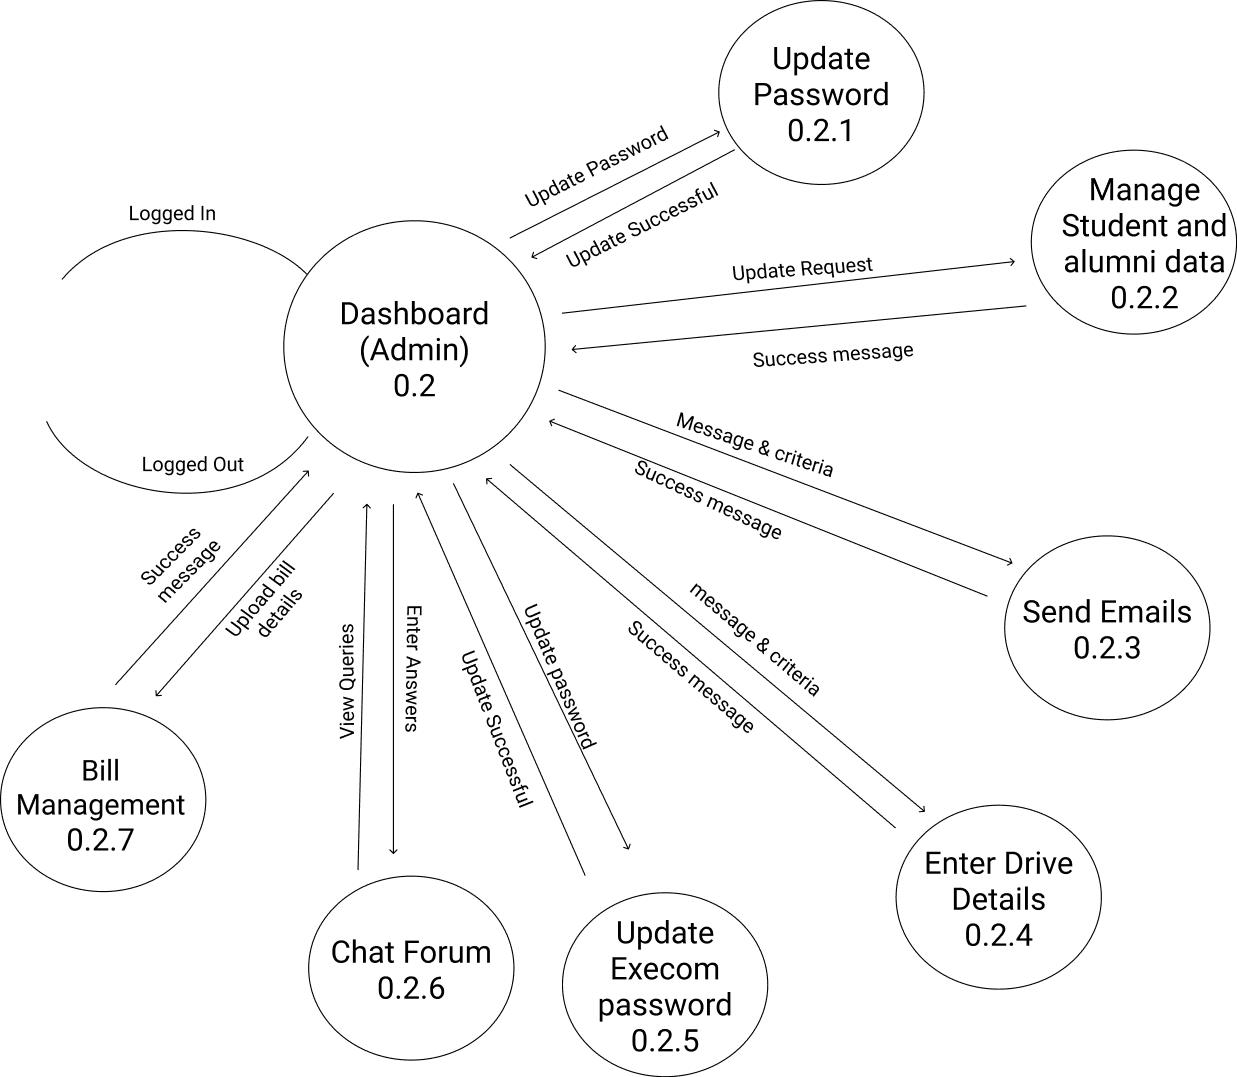 Update
Password
0.2.1
Update Password
Update Successful
Manage
Student and
alumni data
0.2.2
Logged In
Update Request
Success message
Dashboard
(Admin)
0.2
Message & criteria
Success message
Logged Out
Success
message
Upload bill
details
View Queries
Enter Answers
Update Successful
Update password
message & criteria
Success message
Send Emails
0.2.3
Bill
Management
0.2.7
Enter Drive
Details
0.2.4
Chat Forum
0.2.6
Update
Execom
password
0.2.5